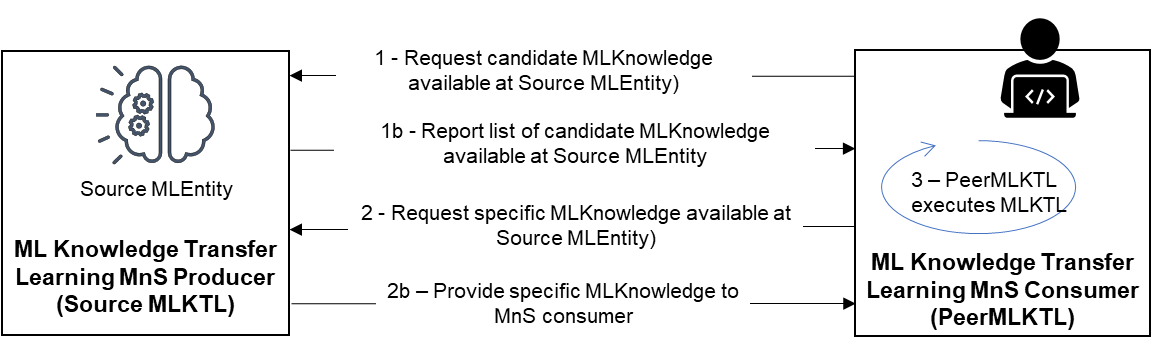 1 - Request candidate MLKnowledge
available at Source MLEntity)
1b - Report list of candidate MLKnowledge
available at Source MLEntity
Source MLEntity
3 – PeerMLKTL
executes MLKTL
2 - Request specific MLKnowledge available at
Source MLEntity)
ML Knowledge Transfer
Learning MnS Producer
(Source MLKTL)
ML Knowledge Transfer
Learning MnS Consumer
(PeerMLKTL)
2b – Provide specific MLKnowledge to
MnS consumer